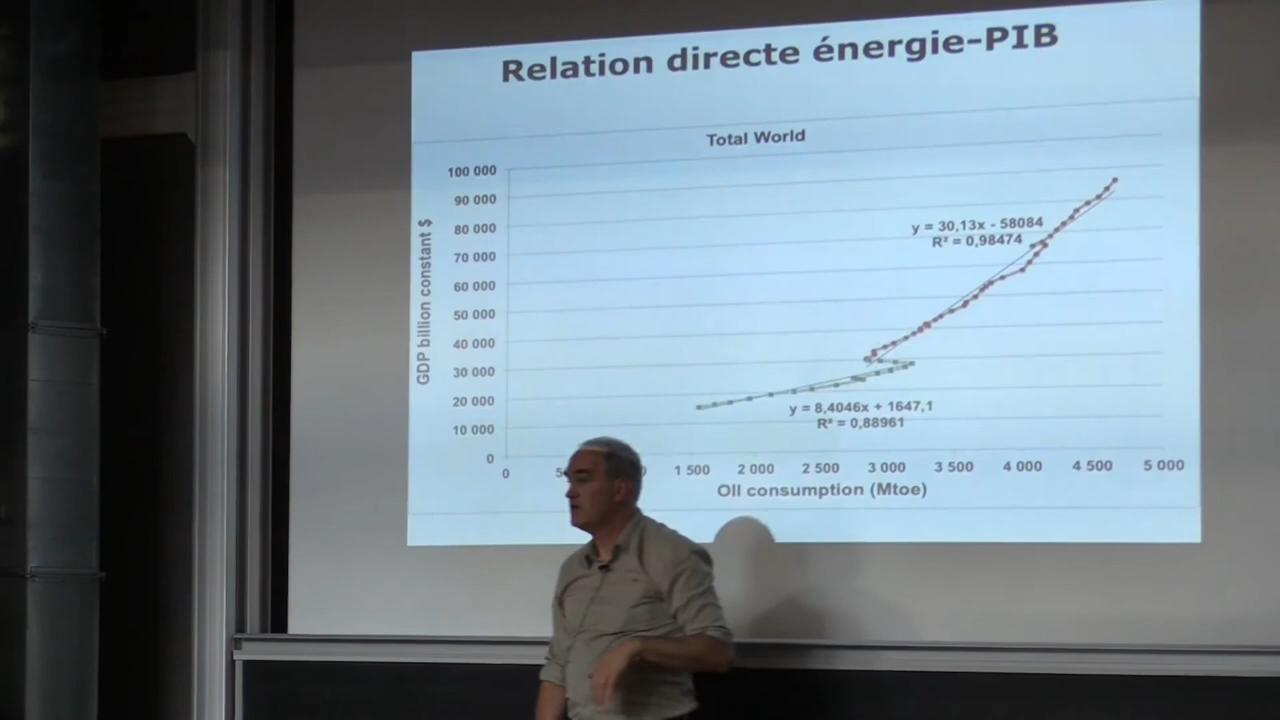 Relation directe énergie-PIB
Total World
GDP billion constant $
100 000
90 000
80 000
70 000
60 000
50 000
40 000
30 000
20 000
10 000
0
y = 30,13x - 58084
R² = 0,98474
y = 8,4046x + 1647,1
R² = 0,88961
0 1 500 2 000 2 500 3 000 3 500 4 000 4 500 5 000
Oil consumption (Mtoe)